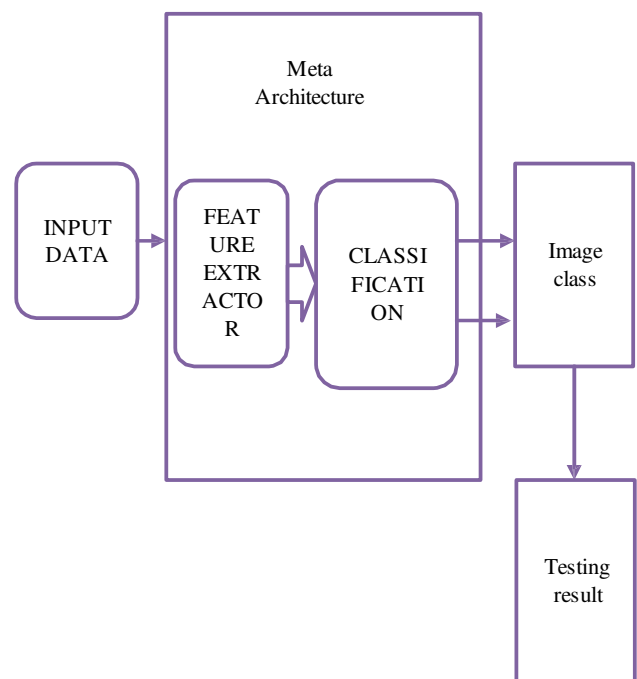 Meta
Architecture
INPUT
DATA
FEAT
URE
EXTR
ACTO
R
CLASSI
FICATI
ON
Image
class
Testing
result